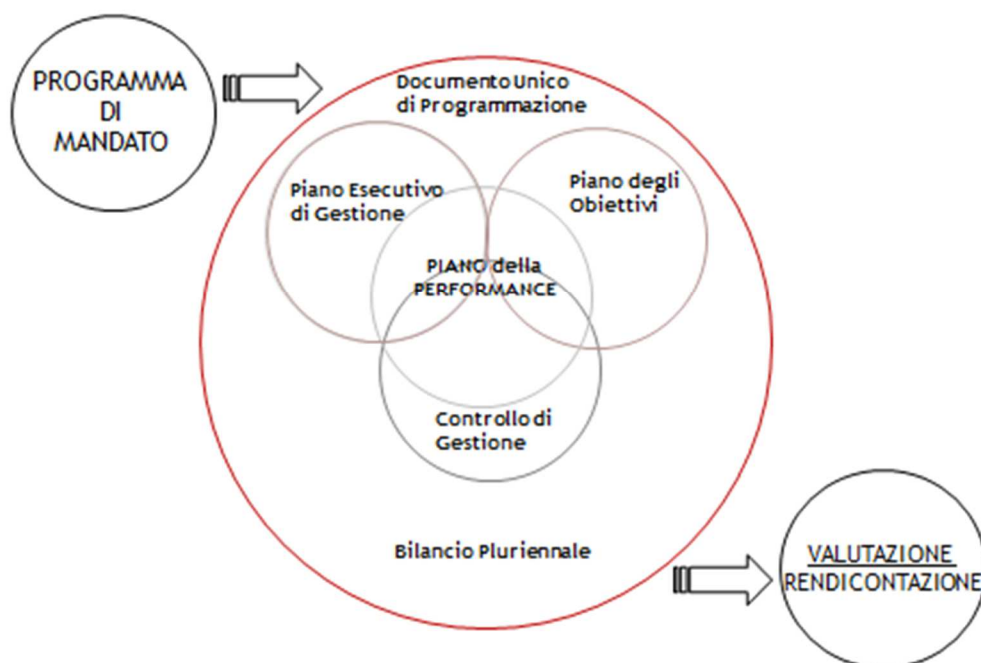 PROGRAMMA
DI
MANDATO
Documento Unico
di Programmazione
Piano Esecutivo
di Gestione
Piano degli
Obiettivi
PIANO della
PERFORMANCE
Controllo di
Gestione
Bilancio Pluriennale
VALUTAZIONE
RENDICONTAZIONE